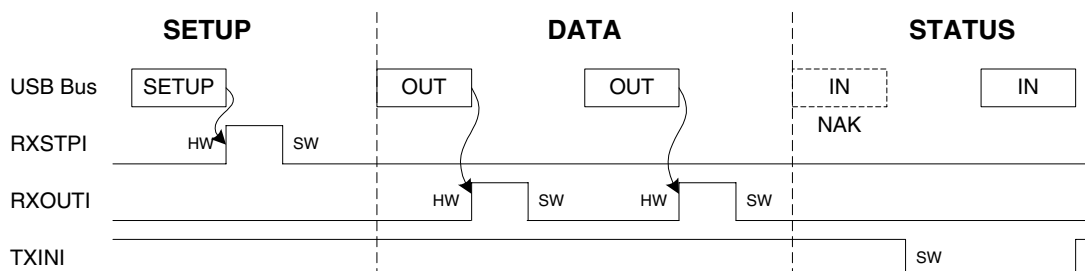 SETUP DATA STATUS
USB Bus SETUP OUT OUT IN IN
NAK
RXSTPI HW SW
RXOUTI HW SW HW SW
TXINI SW